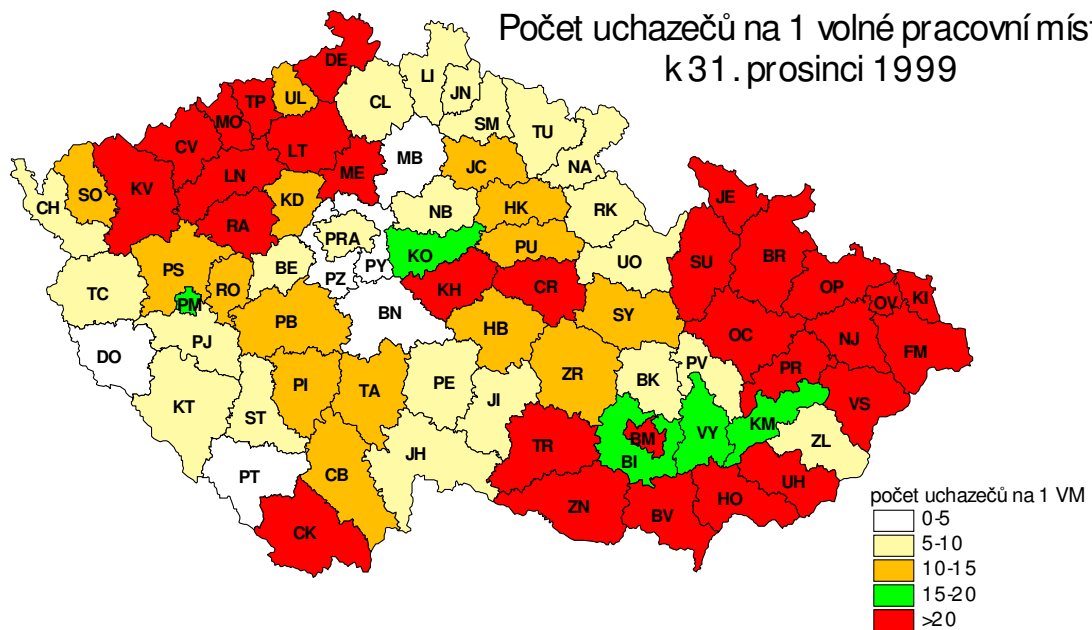 Počet uchazečů na 1 volné pracovní míst
k 31. prosinci 1999
DE
LI
JN
TP
UL
CL
MO
SM
TU
CV
LT
MB
JC
NA
ME
LN
KV
SO
KD
CH
NB
HK
RK
JE
RA
PRA
KO
PU
UO
SU
BR
PS
BE
PZ
PY
TC
RO
KH
CR
OP
OV
KI
PM
PB
BN
HB
SY
OC
NJ
FM
DO
PJ
PV
PR
PI
TA
PE
ZR
BK
KT
ST
JI
VS
KM
VY
BM
TR
ZL
BI
JH
PT
CB
UH
HO
ZN
BV
CK
počet uchazečů na 1 VM
0-5
5-10
10-15
15-20
>20